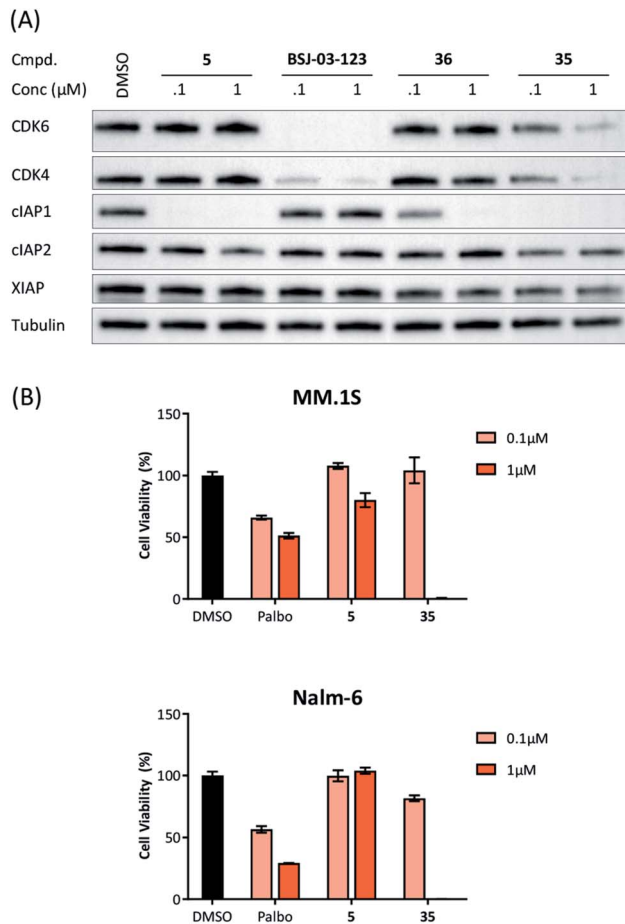 (A)
Cmpd. DMSO 5 BSJ-03-123 36 35
Conc (µM) .1 1 .1 1 .1 1 .1 1
CDK6
CDK4
cIAP1
cIAP2
XIAP
Tubulin
(B)
MM.1S
150
100
50
0
Cell Viability (%)
DMSO Palbo 5 35
0.1µM
1µM
Nalm-6
150
100
50
0
Cell Viability (%)
DMSO Palbo 5 35
0.1µM
1µM